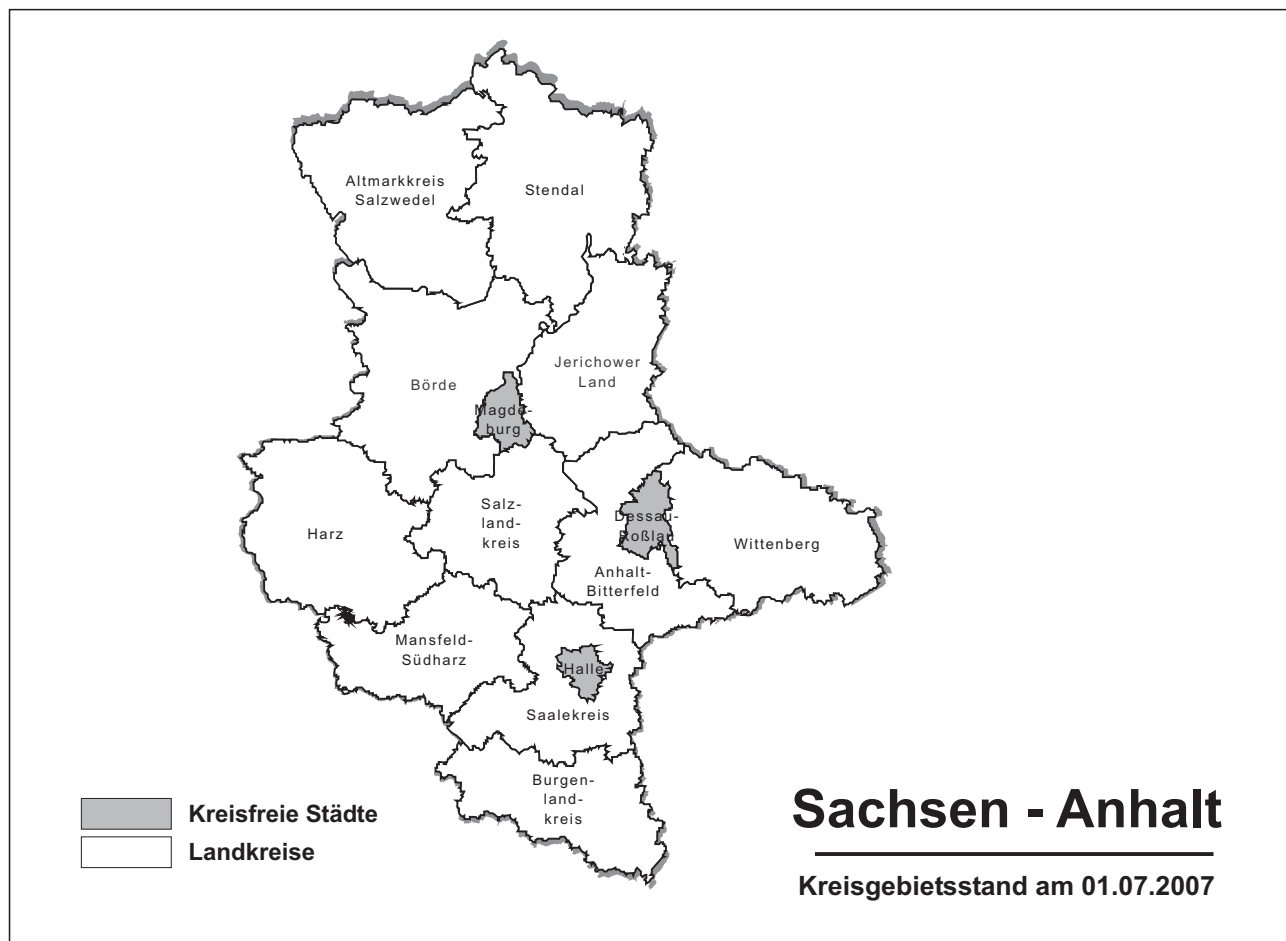 Altmarkkreis
Salzwedel
Stendal
Jerichower
Land
Börde
Magde-
burg
Salz-
land-
kreis
Harz
Dessau-
Roßlau
Wittenberg
Anhalt-
Bitterfeld
Mansfeld-
Südharz
Halle
Saalekreis
Burgen-
land-
kreis
Kreisfreie Städte
Landkreise
Sachsen - Anhalt
Kreisgebietsstand am 01.07.2007